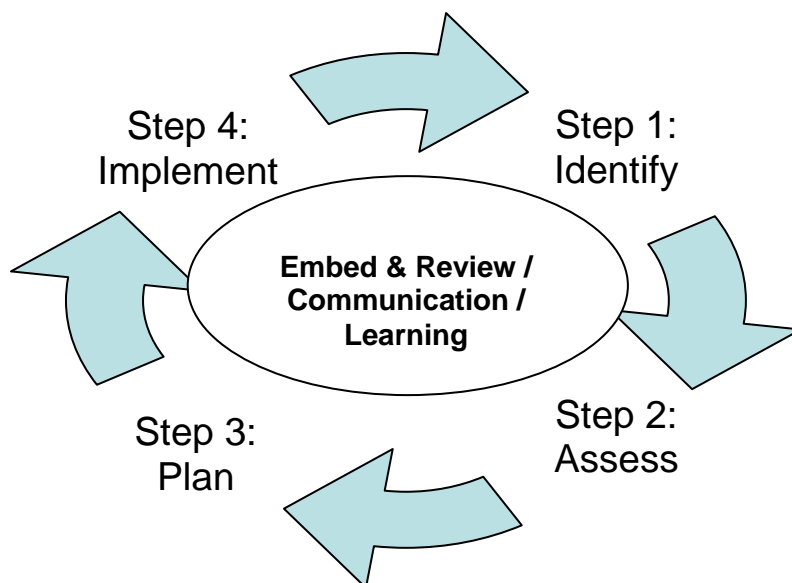 Step 1:
Identify
Step 2:
Assess
Step 3:
Plan
Step 4:
Implement
Embed & Review /
Communication /
Learning